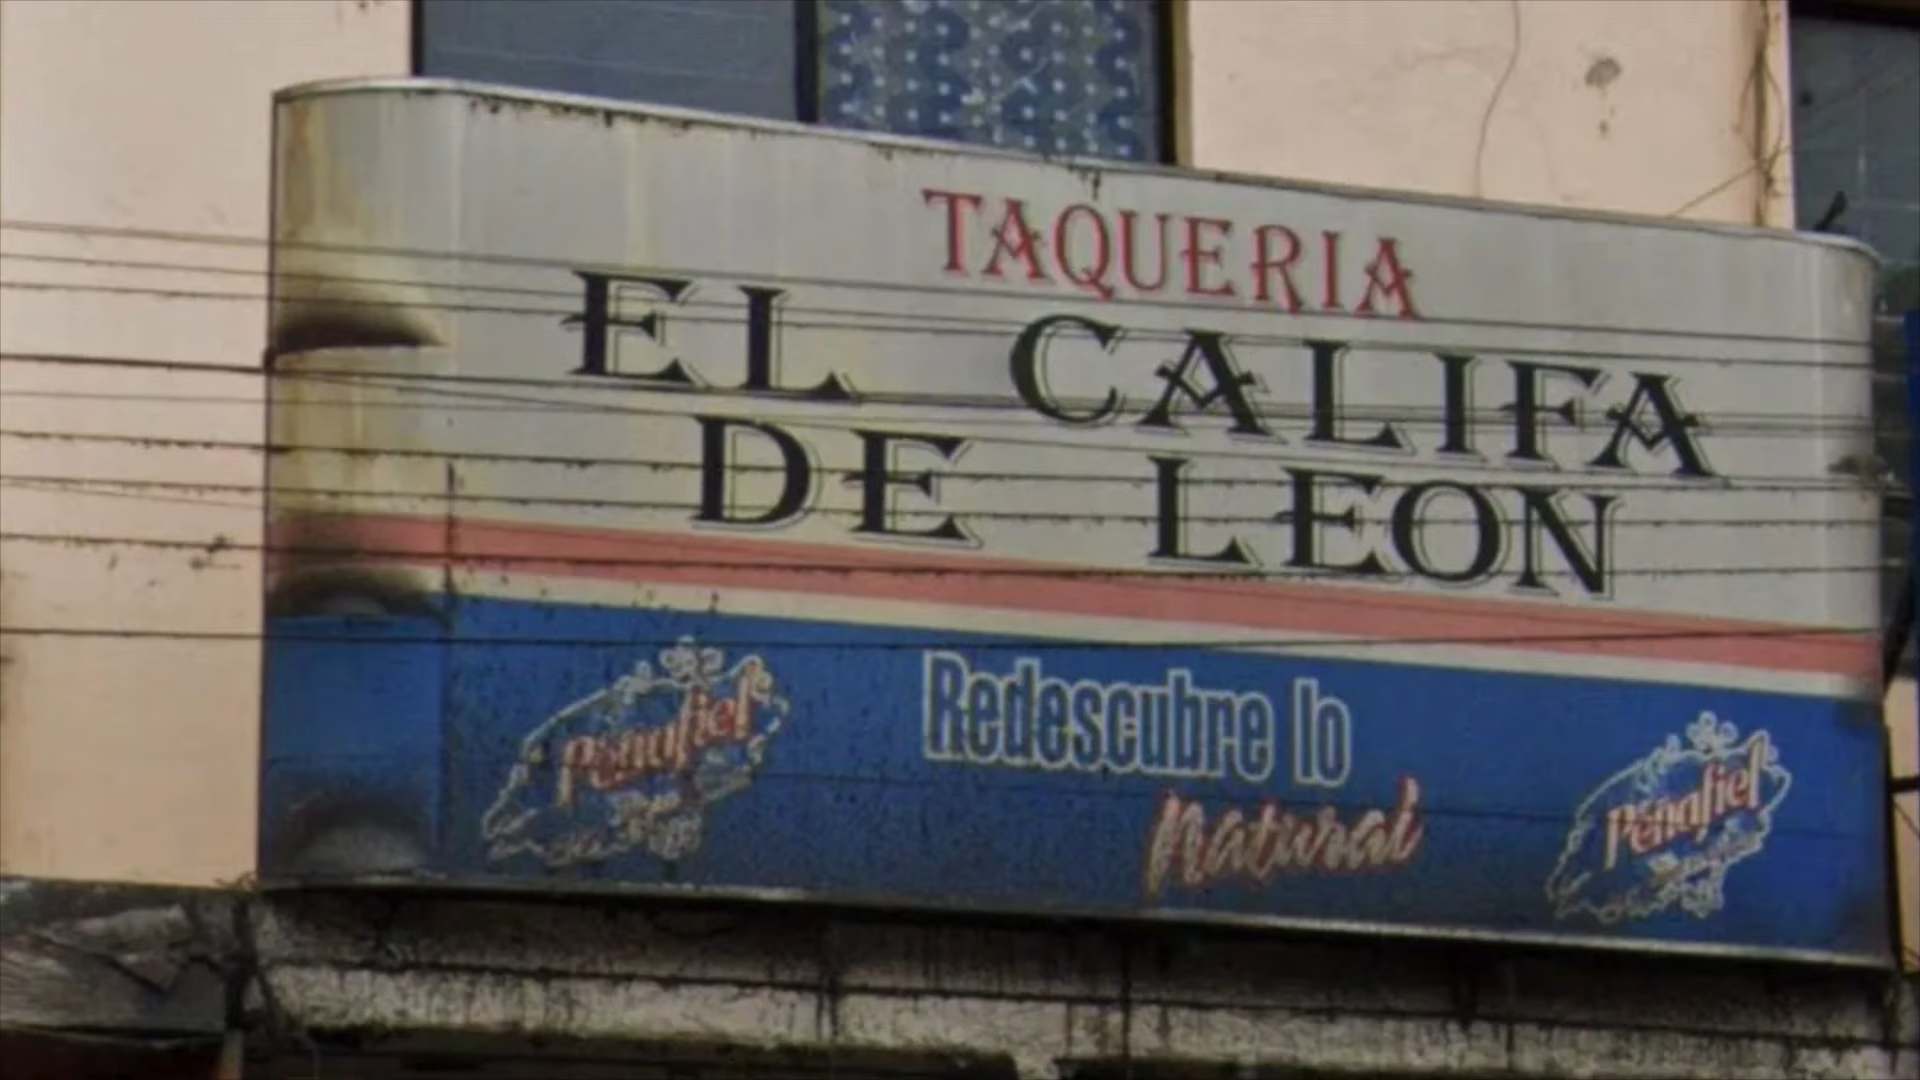 TAQUERIA
EL CALIFA
DE LEON
Redescubre lo
Natural
Peñafiel
Peñafiel